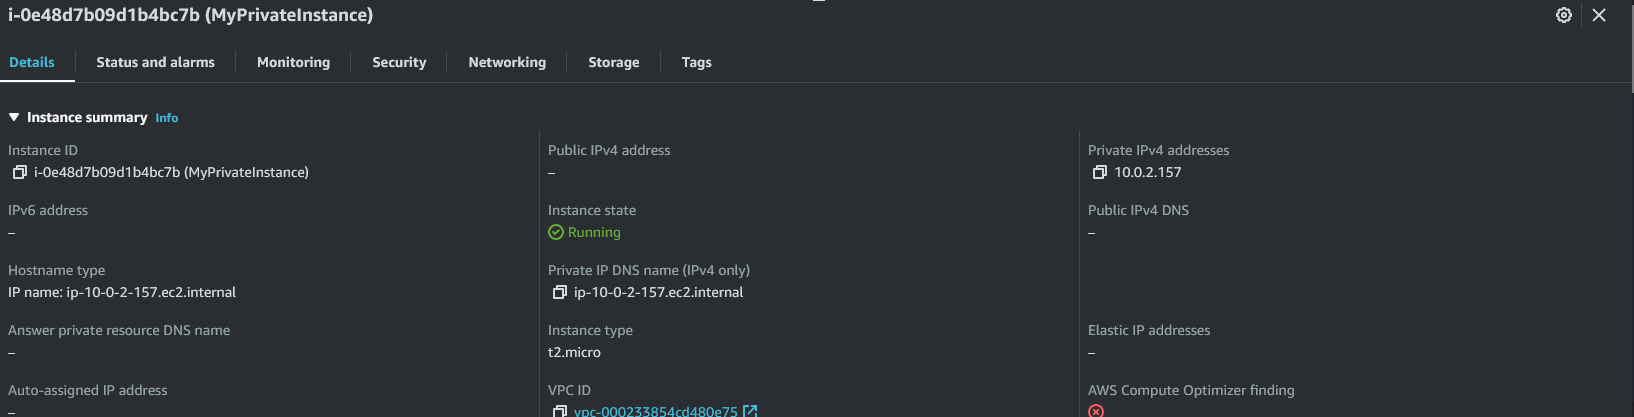 i-0e48d7b09d1b4bc7b (MyPrivateInstance)
Details
Status and alarms
Monitoring
Security
Networking
Storage
Tags
Instance summary Info
Instance ID
i-0e48d7b09d1b4bc7b (MyPrivateInstance)
Public IPv4 address
–
Private IPv4 addresses
10.0.2.157
IPv6 address
–
Instance state
Running
Public IPv4 DNS
–
Hostname type
IP name: ip-10-0-2-157.ec2.internal
Private IP DNS name (IPv4 only)
ip-10-0-2-157.ec2.internal
Answer private resource DNS name
–
Instance type
t2.micro
Elastic IP addresses
–
Auto-assigned IP address
–
VPC ID
vpc-000233854cd480e75
AWS Compute Optimizer finding